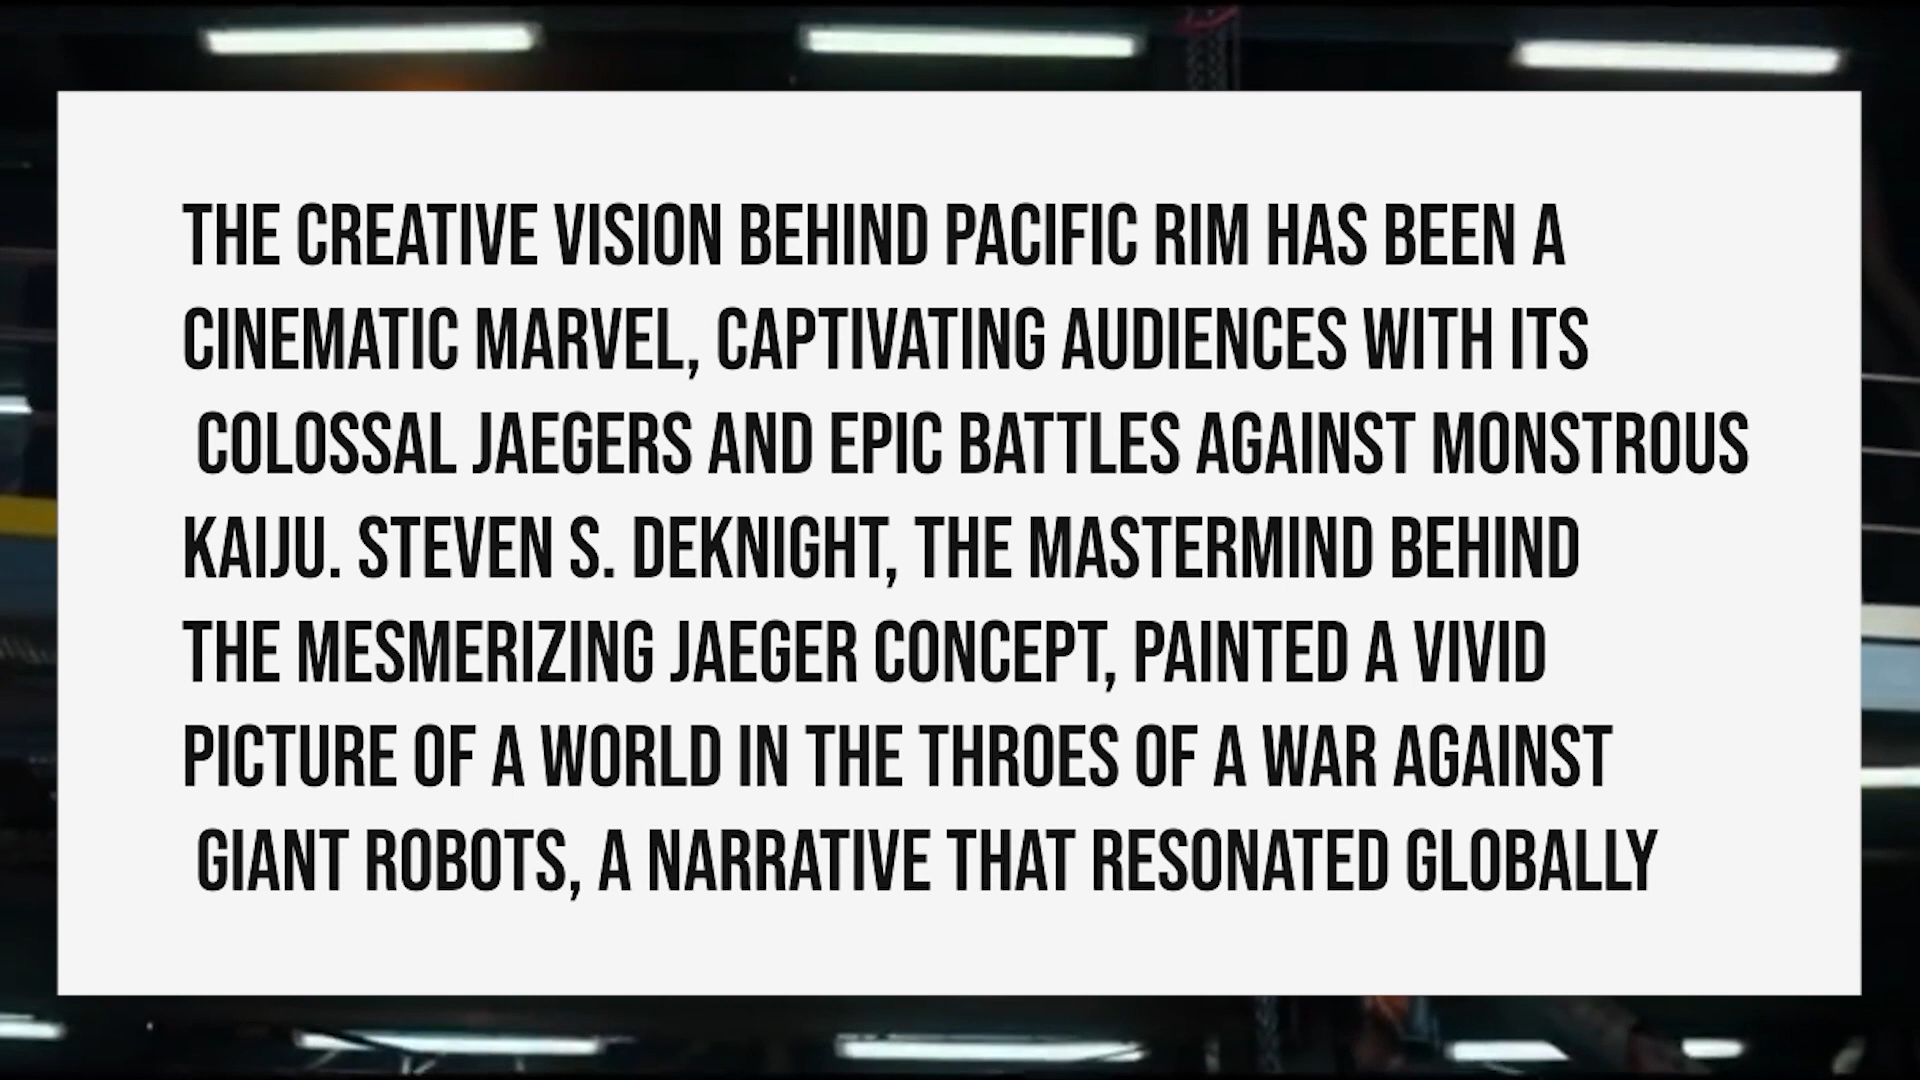 THE CREATIVE VISION BEHIND PACIFIC RIM HAS BEEN A
CINEMATIC MARVEL, CAPTIVATING AUDIENCES WITH ITS
COLOSSAL JAEGERS AND EPIC BATTLES AGAINST MONSTROUS
KAIJU. STEVEN S. DEKNIGHT, THE MASTERMIND BEHIND
THE MESMERIZING JAEGER CONCEPT, PAINTED A VIVID
PICTURE OF A WORLD IN THE THROES OF A WAR AGAINST
GIANT ROBOTS, A NARRATIVE THAT RESONATED GLOBALLY